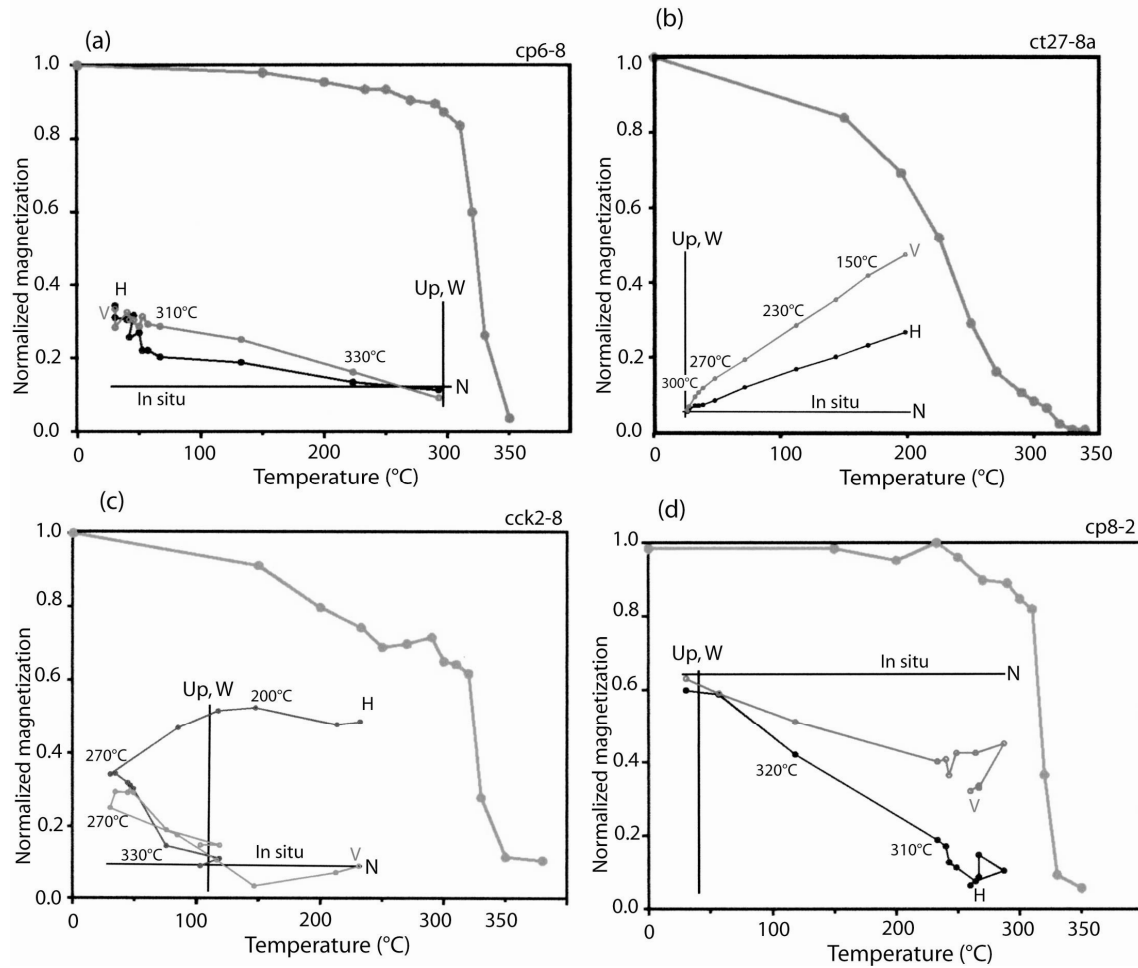 (a)
cp6-8
1.0
0.8
0.6
0.4
0.2
0.0
Normalized magnetization
H
V
310°C
Up, W
330°C
N
In situ
0
100
200
300
350
Temperature (°C)
(b)
ct27-8a
1.0
0.8
0.6
0.4
0.2
0.0
Normalized magnetization
Up, W
150°C
V
230°C
270°C
H
300°C
In situ
N
0
100
200
300
350
Temperature (°C)
(c)
cck2-8
1.0
0.8
0.6
0.4
0.2
0.0
Normalized magnetization
Up, W
200°C
H
270°C
270°C
330°C
In situ
V
N
0
100
200
300
350
Temperature (°C)
(d)
cp8-2
1.0
0.8
0.6
0.4
0.2
0.0
Normalized magnetization
Up, W
In situ
N
320°C
V
310°C
H
0
100
200
300
350
Temperature (°C)